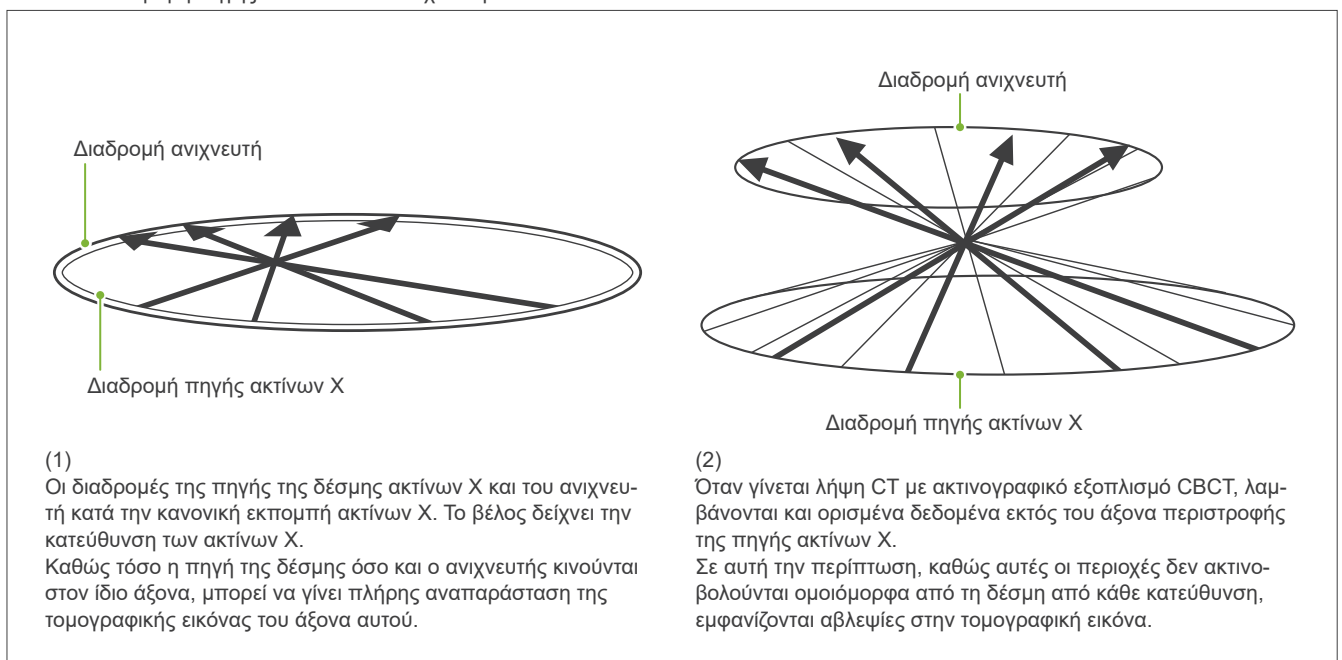 Διαδρομή ανιχνευτή
Διαδρομή πηγής ακτίνων Χ
(1)
Οι διαδρομές της πηγής της δέσμης ακτίνων Χ και του ανιχνευ-
τή κατά την κανονική εκπομπή ακτίνων Χ. Το βέλος δείχνει την
κατεύθυνση των ακτίνων Χ.
Καθώς τόσο η πηγή της δέσμης όσο και ο ανιχνευτής κινούνται
στον ίδιο άξονα, μπορεί να γίνει πλήρης αναπαράσταση της
τομογραφικής εικόνας του άξονα αυτού.
Διαδρομή ανιχνευτή
Διαδρομή πηγής ακτίνων Χ
(2)
Όταν γίνεται λήψη CT με ακτινογραφικό εξοπλισμό CBCT, λαμ-
βάνονται και ορισμένα δεδομένα εκτός του άξονα περιστροφής
της πηγής ακτίνων Χ.
Σε αυτή την περίπτωση, καθώς αυτές οι περιοχές δεν ακτινο-
βολούνται ομοιόμορφα από τη δέσμη από κάθε κατεύθυνση,
εμφανίζονται αβλεψίες στην τομογραφική εικόνα.